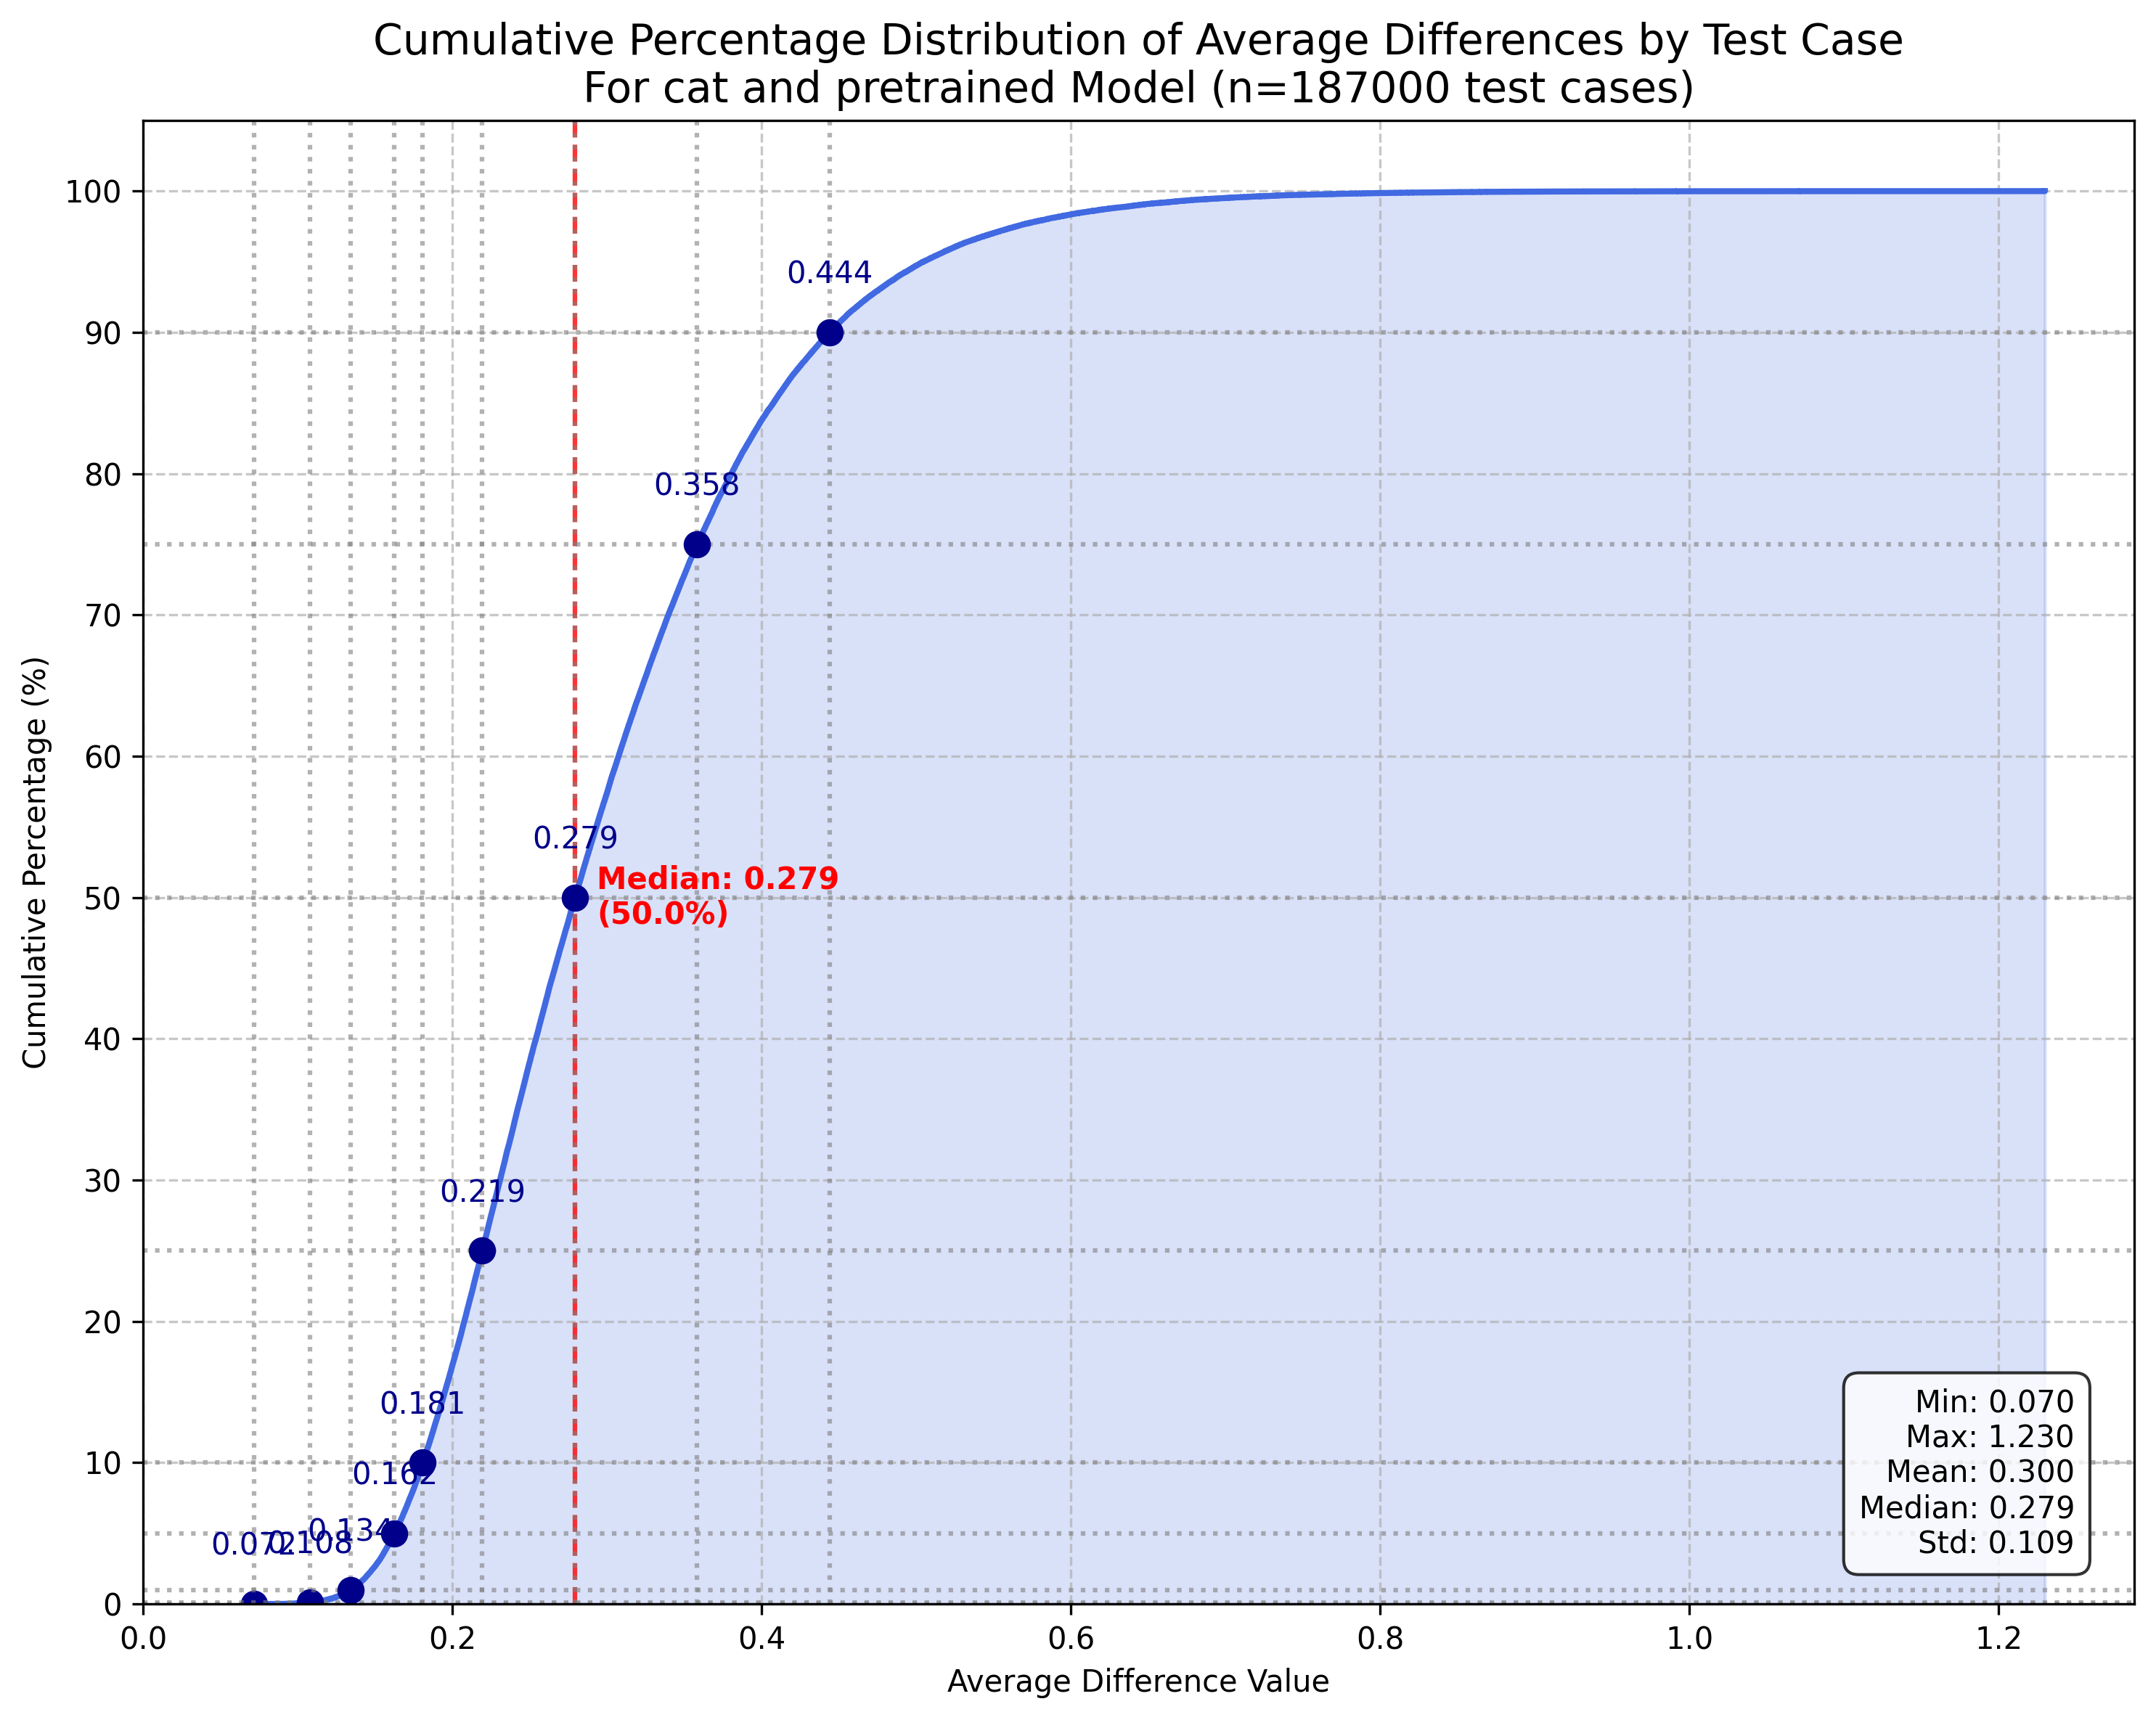 Cumulative Percentage Distribution of Average Differences by Test Case
For cat and pretrained Model (n=187000 test cases)
Cumulative Percentage (%)
100
90
80
70
60
50
40
30
20
10
0
0.444
0.358
0.279
Median: 0.279
(50.0%)
0.219
0.181
0.162
0.134
0.072
0.108
Min: 0.070
Max: 1.230
Mean: 0.300
Median: 0.279
Std: 0.109
0.0
0.2
0.4
0.6
0.8
1.0
1.2
Average Difference Value